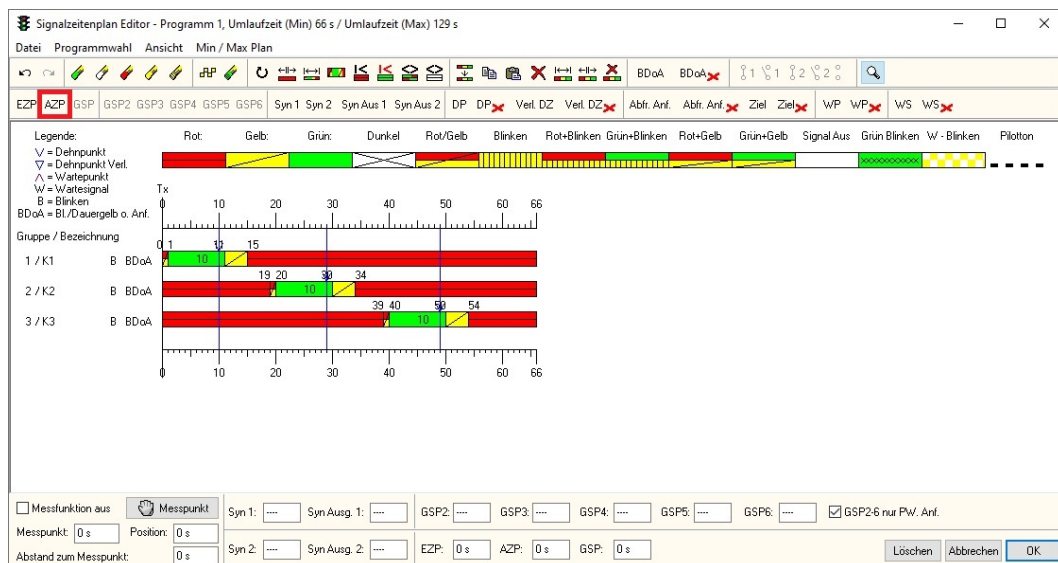 Signalzeitenplan Editor - Programm 1, Umlaufzeit (Min) 66 s / Umlaufzeit (Max) 129 s
Datei Programmwahl Ansicht Min / Max Plan
BDoA BDoA 1 1 2 2
EZP AZP GSP GSP2 GSP3 GSP4 GSP5 GSP6 Syn 1 Syn 2 Syn Aus 1 Syn Aus 2 DP DP Verl. DZ Verl. DZ Abfr. Anf. Abfr. Anf. Ziel Ziel WP WP WS WS
Legende: Rot: Gelb: Grün: Dunkel Rot/Gelb Blinken Rot+Blinken Grün+Blinken Rot+Gelb Grün+Gelb Signal Aus Grün Blinken W - Blinken Pilotton
V = Dehnpunkt
∇ = Dehnpunkt Verl.
Λ = Wartepunkt
W = Wartesignal
B = Blinken
BDoA = Bl./Dauergelb o. Anf.
Tx
0 10 20 30 40 50 60 66
Gruppe / Bezeichnung
0 1 11 15
1 / K1 B BDoA 10
19 20 30 34
2 / K2 B BDoA 10
39 40 50 54
3 / K3 B BDoA 10
0 10 20 30 40 50 60 66
Messfunktion aus Messpunkt
Messpunkt: 0 s Position: 0 s
Abstand zum Messpunkt: 0 s
Syn 1: ---- Syn Ausg. 1: ---- GSP2: ---- GSP3: ---- GSP4: ---- GSP5: ---- GSP6: ---- GSP2-6 nur PW. Anf.
Syn 2: ---- Syn Ausg. 2: ---- EZP: 0 s AZP: 0 s GSP: 0 s
Löschen Abbrechen OK